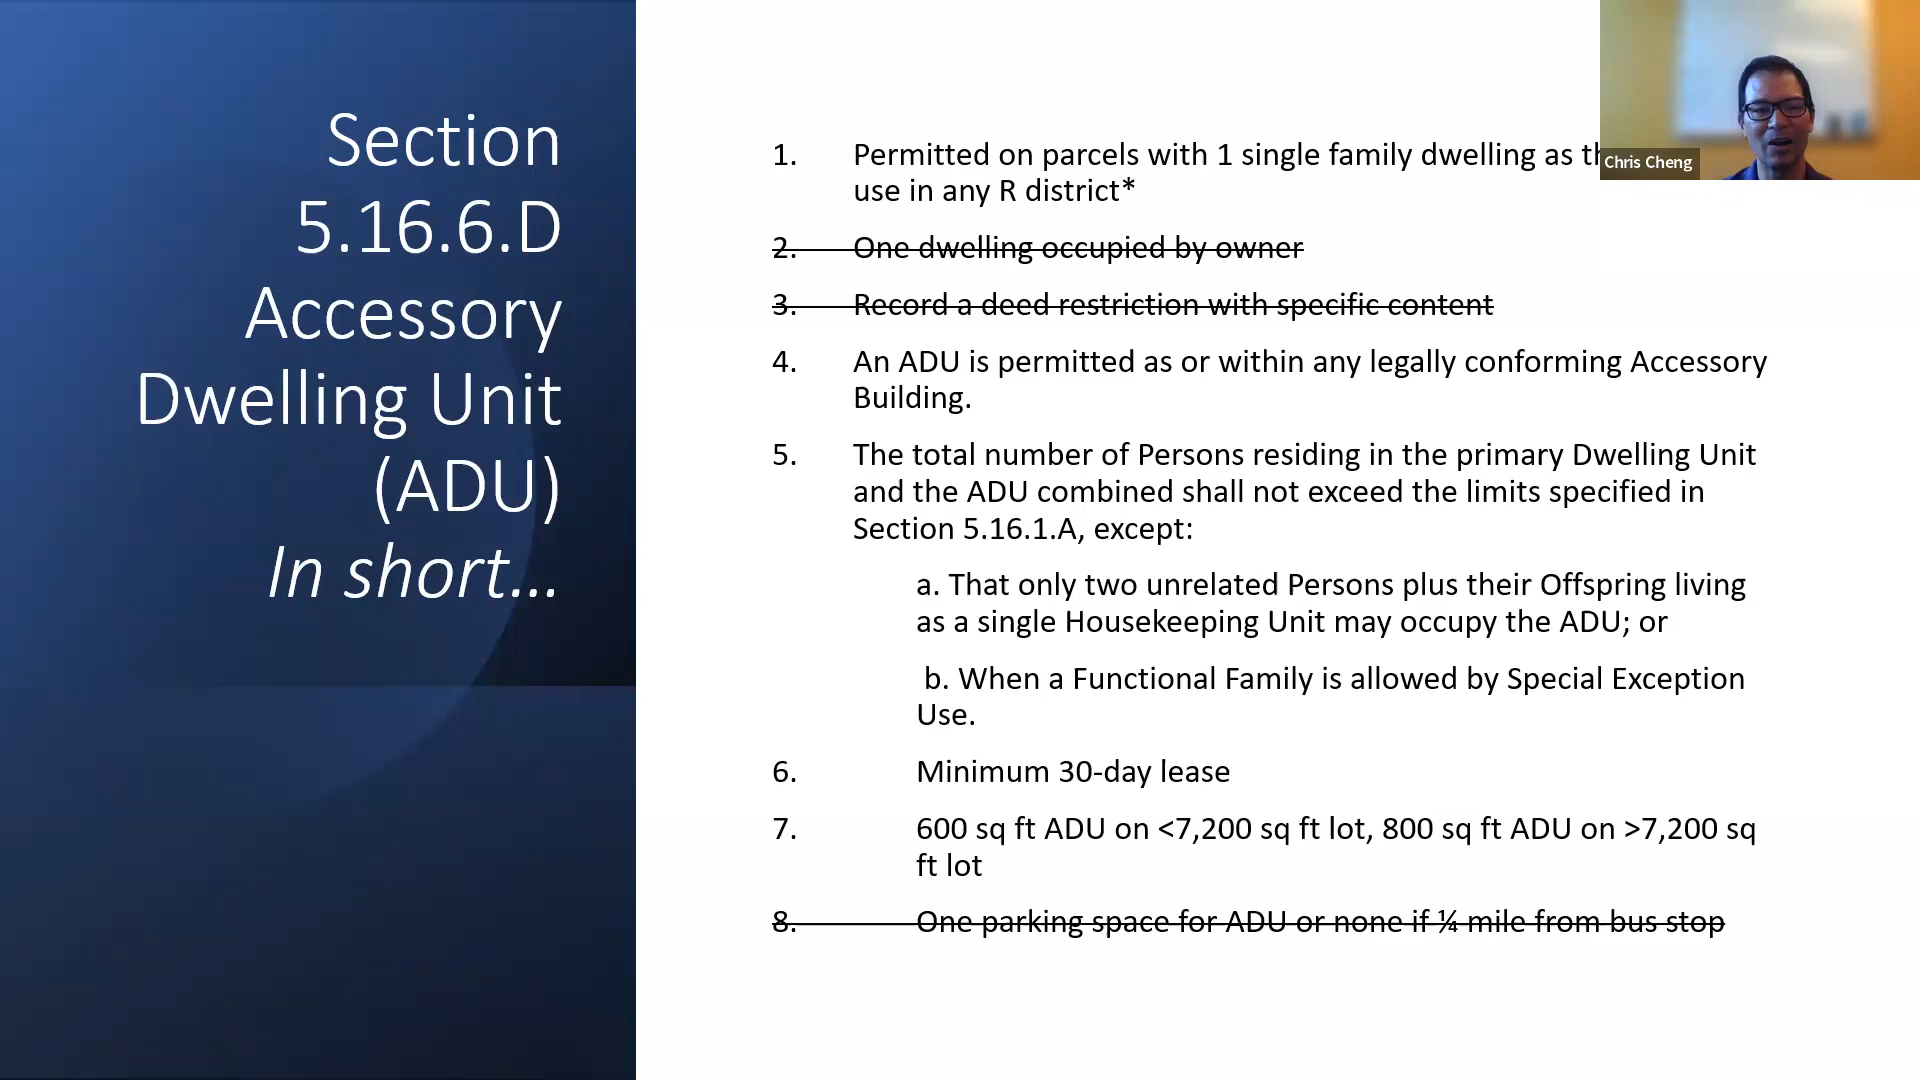 Section
5.16.6.D
Accessory
Dwelling Unit
(ADU)
In short…
1. Permitted on parcels with 1 single family dwelling as
use in any R district*
2. One dwelling occupied by owner
3. Record a deed restriction with specific content
4. An ADU is permitted as or within any legally conforming Accessory
Building.
5. The total number of Persons residing in the primary Dwelling Unit
and the ADU combined shall not exceed the limits specified in
Section 5.16.1.A, except:
a. That only two unrelated Persons plus their Offspring living
as a single Housekeeping Unit may occupy the ADU; or
b. When a Functional Family is allowed by Special Exception
Use.
6. Minimum 30-day lease
7. 600 sq ft ADU on <7,200 sq ft lot, 800 sq ft ADU on >7,200 sq
ft lot
8. One parking space for ADU or none if ¼ mile from bus stop
Chris Cheng